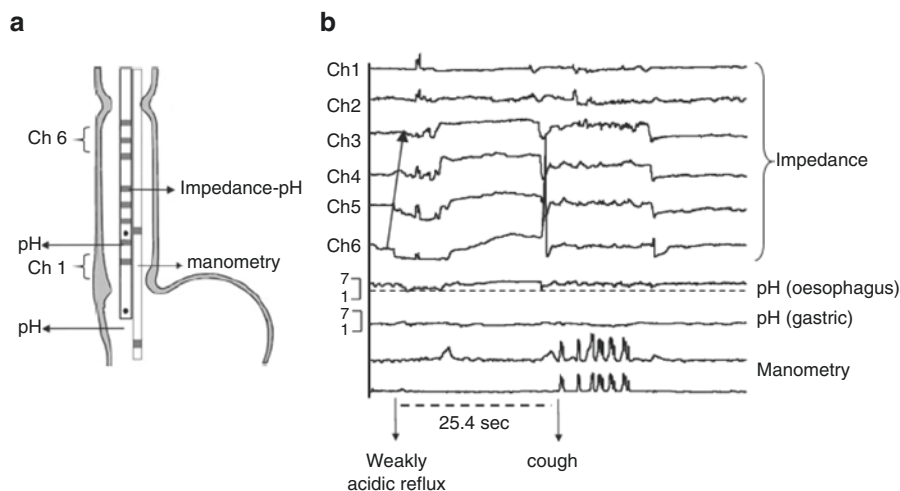 a
Ch 6
Impedance-pH
pH
Ch 1
manometry
pH
b
Ch1
Ch2
Ch3
Ch4
Ch5
Ch6
Impedance
7
1
pH (oesophagus)
7
1
pH (gastric)
Manometry
25.4 sec
Weakly
acidic reflux
cough